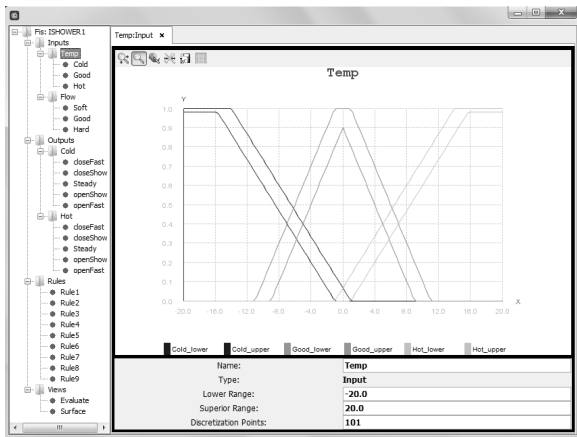 Fis: ISHOWER1
Inputs
Temp
Cold
Good
Hot
Flow
Soft
Good
Hard
Outputs
Cold
closeFast
closeShow
Steady
openShow
openFast
Hot
closeFast
closeShow
Steady
openShow
openFast
Rules
Rule1
Rule2
Rule3
Rule4
Rule5
Rule6
Rule7
Rule8
Rule9
Views
Evaluate
Surface
Temp:Input ×
Temp
Y
1.0
0.9
0.8
0.7
0.6
0.5
0.4
0.3
0.2
0.1
0.0
-20.0 -16.0 -12.0 -8.0 -4.0 0.0 4.0 8.0 12.0 16.0 20.0
X
Cold_lower Cold_upper Good_lower Good_upper Hot_lower Hot_upper
Name: Temp
Type: Input
Lower Range: -20.0
Superior Range: 20.0
Discretization Points: 101